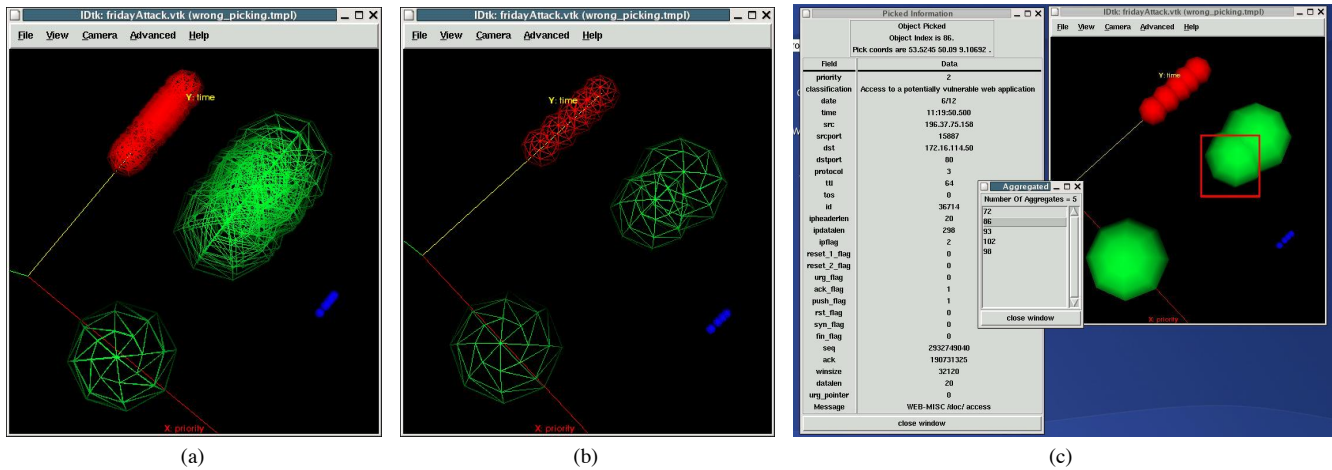 IDtk: fridayAttack.vtk (wrong_picking.tmpl)
File View Camera Advanced Help
Y: time
X: priority
(a)
IDtk: fridayAttack.vtk (wrong_picking.tmpl)
File View Camera Advanced Help
Y: time
X: priority
(b)
Picked Information
Object Picked
Object Index is 86.
Pick coords are 53.5245 50.09 9.10692 .
Field Data
priority 2
classification Access to a potentially vulnerable web application
date 6/12
time 11:19:50.500
src 196.37.75.158
srcport 15887
dst 172.16.114.50
dstport 80
protocol 3
ttl 64
tos 0
id 36714
ipheaderlen 20
ipdatalen 298
ipflag 2
reset_1_flag 0
reset_2_flag 0
urg_flag 0
ack_flag 1
push_flag 1
rst_flag 0
syn_flag 0
fin_flag 0
seq 2932749040
ack 190731325
winsize 32120
datalen 20
urg_pointer 0
Message WEB-MISC /doc/ access
close window
IDtk: fridayAttack.vtk (wrong_picking.tmpl)
File View Camera Advanced Help
Y: time
X: priority
Aggregated
Number Of Aggregates = 5
72
86
93
102
90
close window
(c)